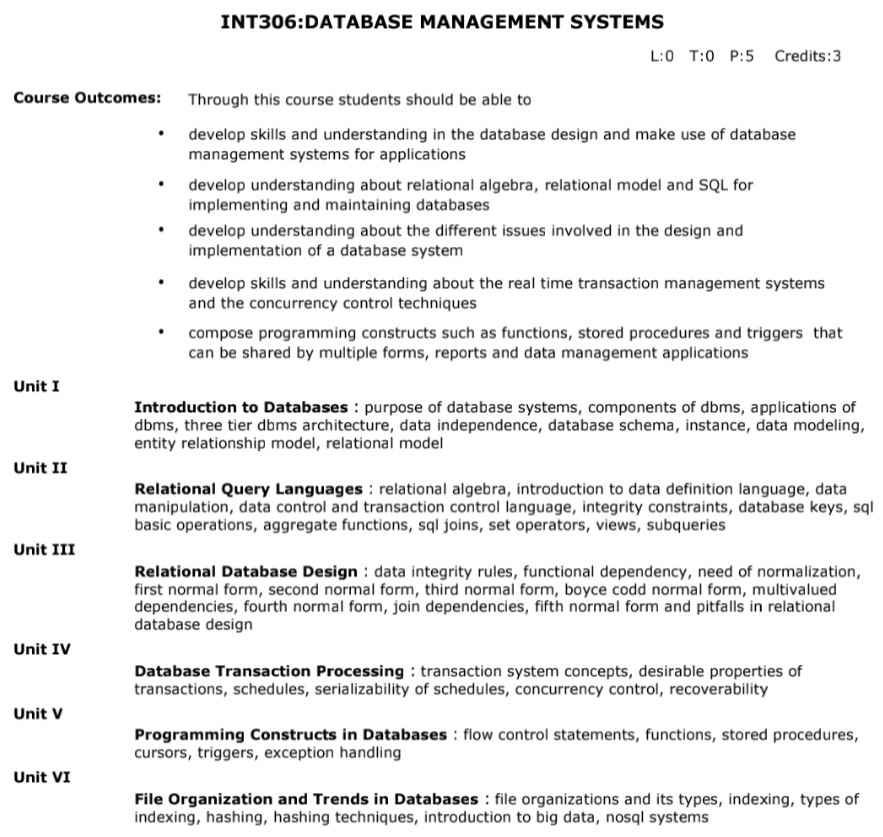 INT306:DATABASE MANAGEMENT SYSTEMS
L:0 T:0 P:5 Credits:3
Course Outcomes: Through this course students should be able to
• develop skills and understanding in the database design and make use of database
management systems for applications
• develop understanding about relational algebra, relational model and SQL for
implementing and maintaining databases
• develop understanding about the different issues involved in the design and
implementation of a database system
• develop skills and understanding about the real time transaction management systems
and the concurrency control techniques
• compose programming constructs such as functions, stored procedures and triggers that
can be shared by multiple forms, reports and data management applications
Unit I
Introduction to Databases : purpose of database systems, components of dbms, applications of
dbms, three tier dbms architecture, data independence, database schema, instance, data modeling,
entity relationship model, relational model
Unit II
Relational Query Languages : relational algebra, introduction to data definition language, data
manipulation, data control and transaction control language, integrity constraints, database keys, sql
basic operations, aggregate functions, sql joins, set operators, views, subqueries
Unit III
Relational Database Design : data integrity rules, functional dependency, need of normalization,
first normal form, second normal form, third normal form, boyce codd normal form, multivalued
dependencies, fourth normal form, join dependencies, fifth normal form and pitfalls in relational
database design
Unit IV
Database Transaction Processing : transaction system concepts, desirable properties of
transactions, schedules, serializability of schedules, concurrency control, recoverability
Unit V
Programming Constructs in Databases : flow control statements, functions, stored procedures,
cursors, triggers, exception handling
Unit VI
File Organization and Trends in Databases : file organizations and its types, indexing, types of
indexing, hashing, hashing techniques, introduction to big data, nosql systems